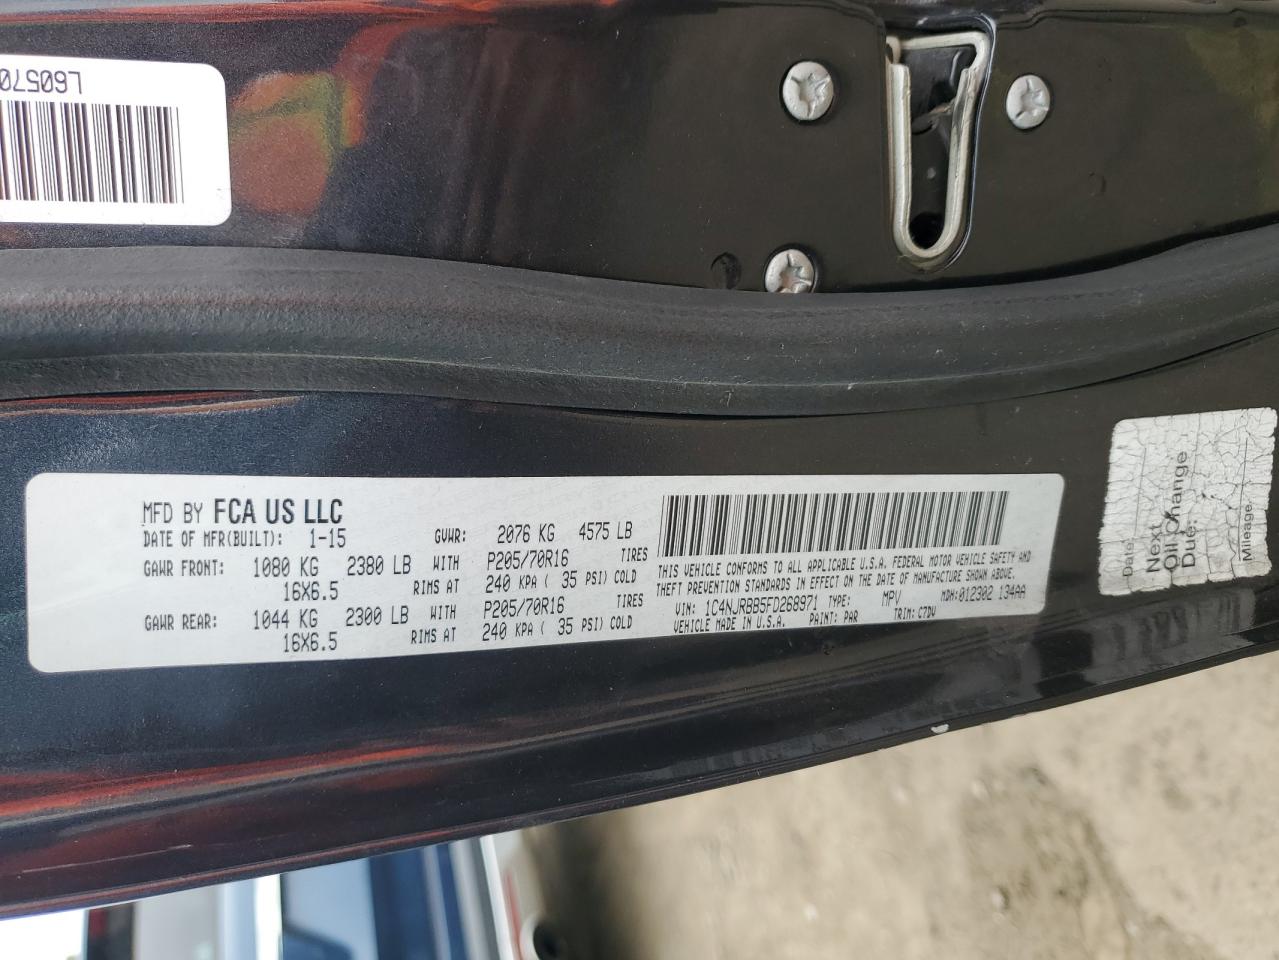 L60570
MFD BY FCA US LLC
DATE OF MFR(BUILT): 1-15 GVWR: 2076 KG 4575 LB
GAWR FRONT: 1080 KG 2380 LB WITH P205/70R16 TIRES
16X6.5 RIMS AT 240 KPA ( 35 PSI) COLD
GAWR REAR: 1044 KG 2300 LB WITH P205/70R16 TIRES
16X6.5 RIMS AT 240 KPA ( 35 PSI) COLD
THIS VEHICLE CONFORMS TO ALL APPLICABLE U.S.A. FEDERAL MOTOR VEHICLE SAFETY AND
THEFT PREVENTION STANDARDS IN EFFECT ON THE DATE OF MANUFACTURE SHOWN ABOVE.
VIN: 1C4NJRBB5FD268971 TYPE: MPV MDH:012302 134AA
VEHICLE MADE IN U.S.A. PAINT: PAR TRIM: C7DV
Date:
Next
Oil Change
Due:
Mileage